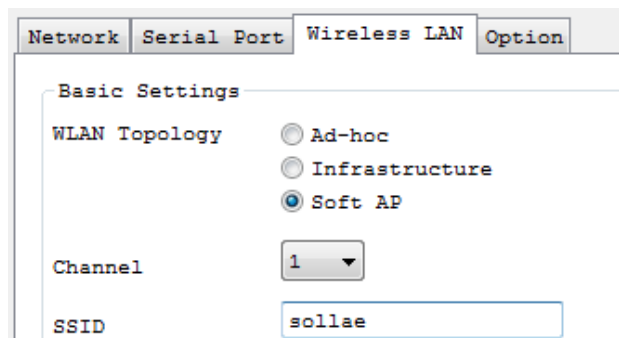 Network Serial Port Wireless LAN Option
Basic Settings
WLAN Topology Ad-hoc
Infrastructure
Soft AP
Channel 1
SSID sollae